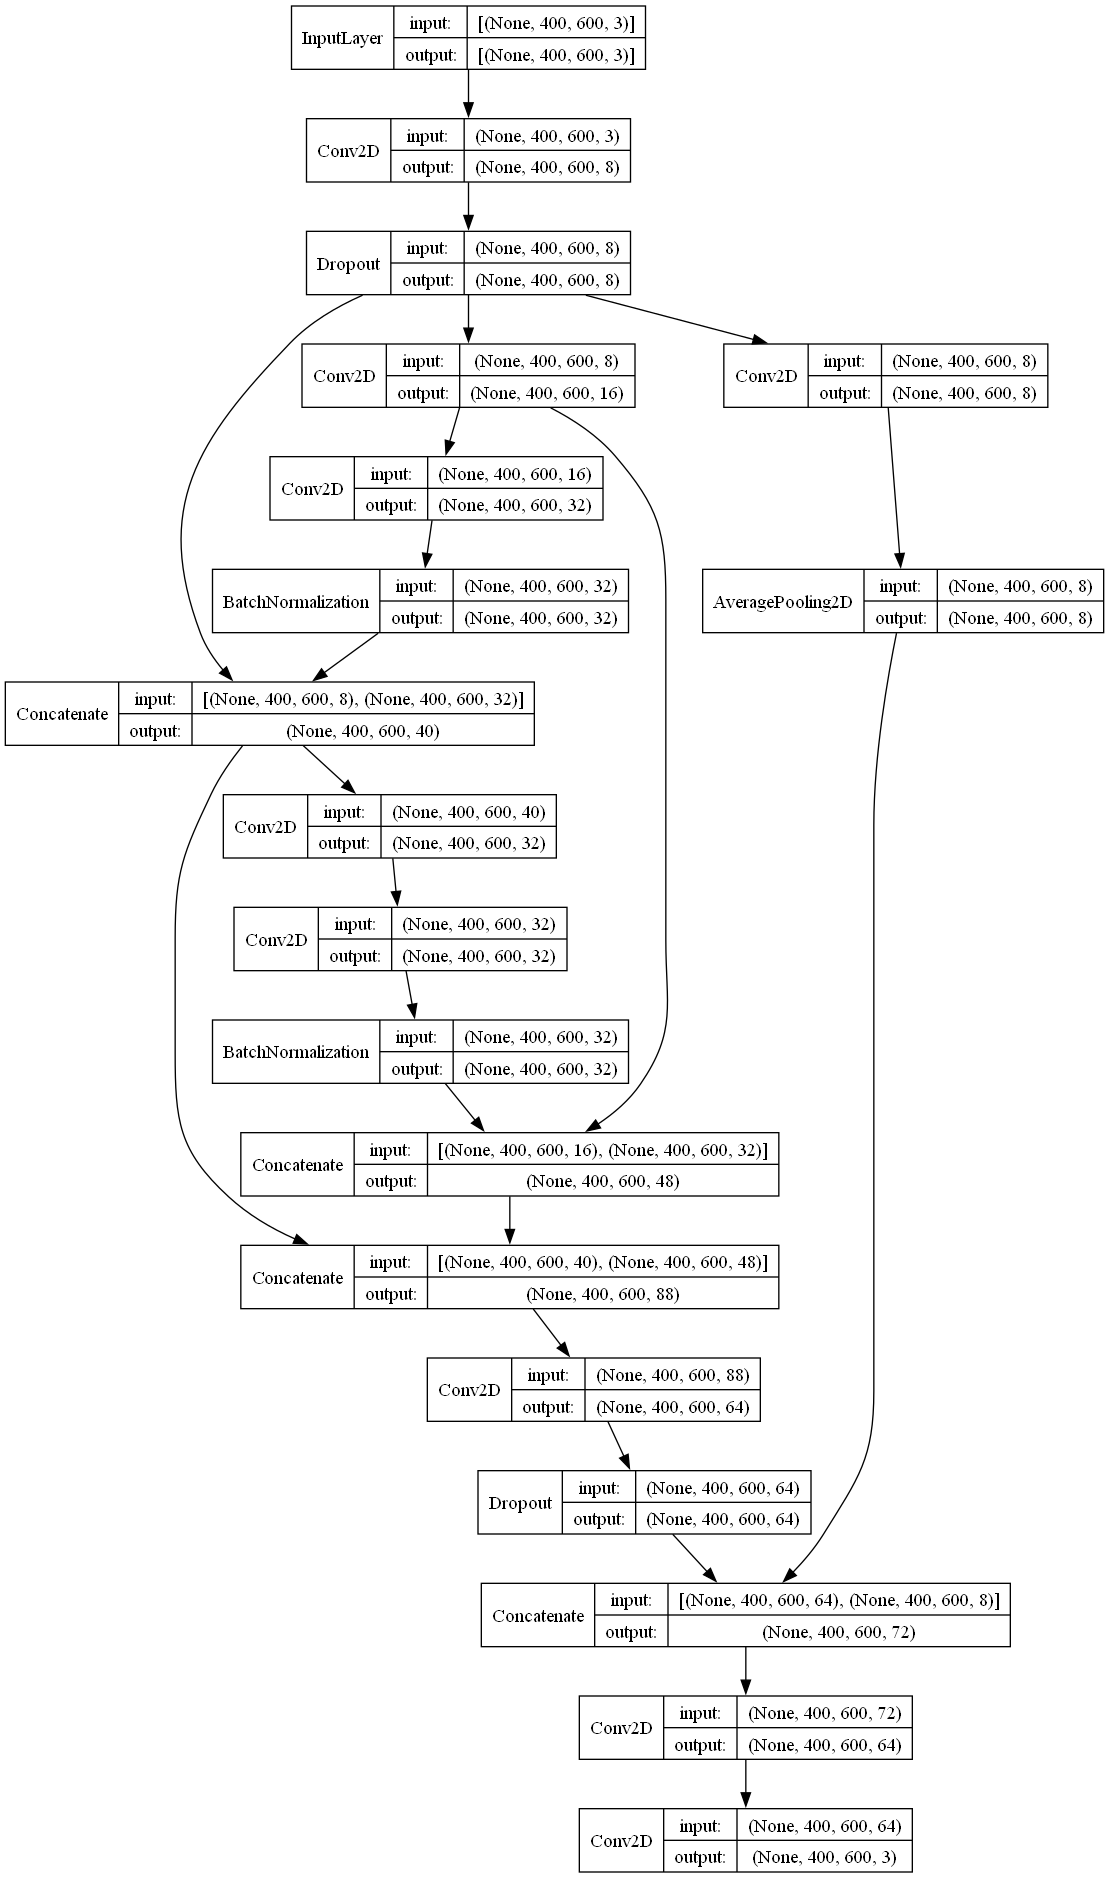 InputLayer input: [(None, 400, 600, 3)]
output: [(None, 400, 600, 3)]
Conv2D input: (None, 400, 600, 3)
output: (None, 400, 600, 8)
Dropout input: (None, 400, 600, 8)
output: (None, 400, 600, 8)
Conv2D input: (None, 400, 600, 8)
output: (None, 400, 600, 16)
Conv2D input: (None, 400, 600, 8)
output: (None, 400, 600, 8)
Conv2D input: (None, 400, 600, 16)
output: (None, 400, 600, 32)
BatchNormalization input: (None, 400, 600, 32)
output: (None, 400, 600, 32)
AveragePooling2D input: (None, 400, 600, 8)
output: (None, 400, 600, 8)
Concatenate input: [(None, 400, 600, 8), (None, 400, 600, 32)]
output: (None, 400, 600, 40)
Conv2D input: (None, 400, 600, 40)
output: (None, 400, 600, 32)
Conv2D input: (None, 400, 600, 32)
output: (None, 400, 600, 32)
BatchNormalization input: (None, 400, 600, 32)
output: (None, 400, 600, 32)
Concatenate input: [(None, 400, 600, 16), (None, 400, 600, 32)]
output: (None, 400, 600, 48)
Concatenate input: [(None, 400, 600, 40), (None, 400, 600, 48)]
output: (None, 400, 600, 88)
Conv2D input: (None, 400, 600, 88)
output: (None, 400, 600, 64)
Dropout input: (None, 400, 600, 64)
output: (None, 400, 600, 64)
Concatenate input: [(None, 400, 600, 64), (None, 400, 600, 8)]
output: (None, 400, 600, 72)
Conv2D input: (None, 400, 600, 72)
output: (None, 400, 600, 64)
Conv2D input: (None, 400, 600, 64)
output: (None, 400, 600, 3)